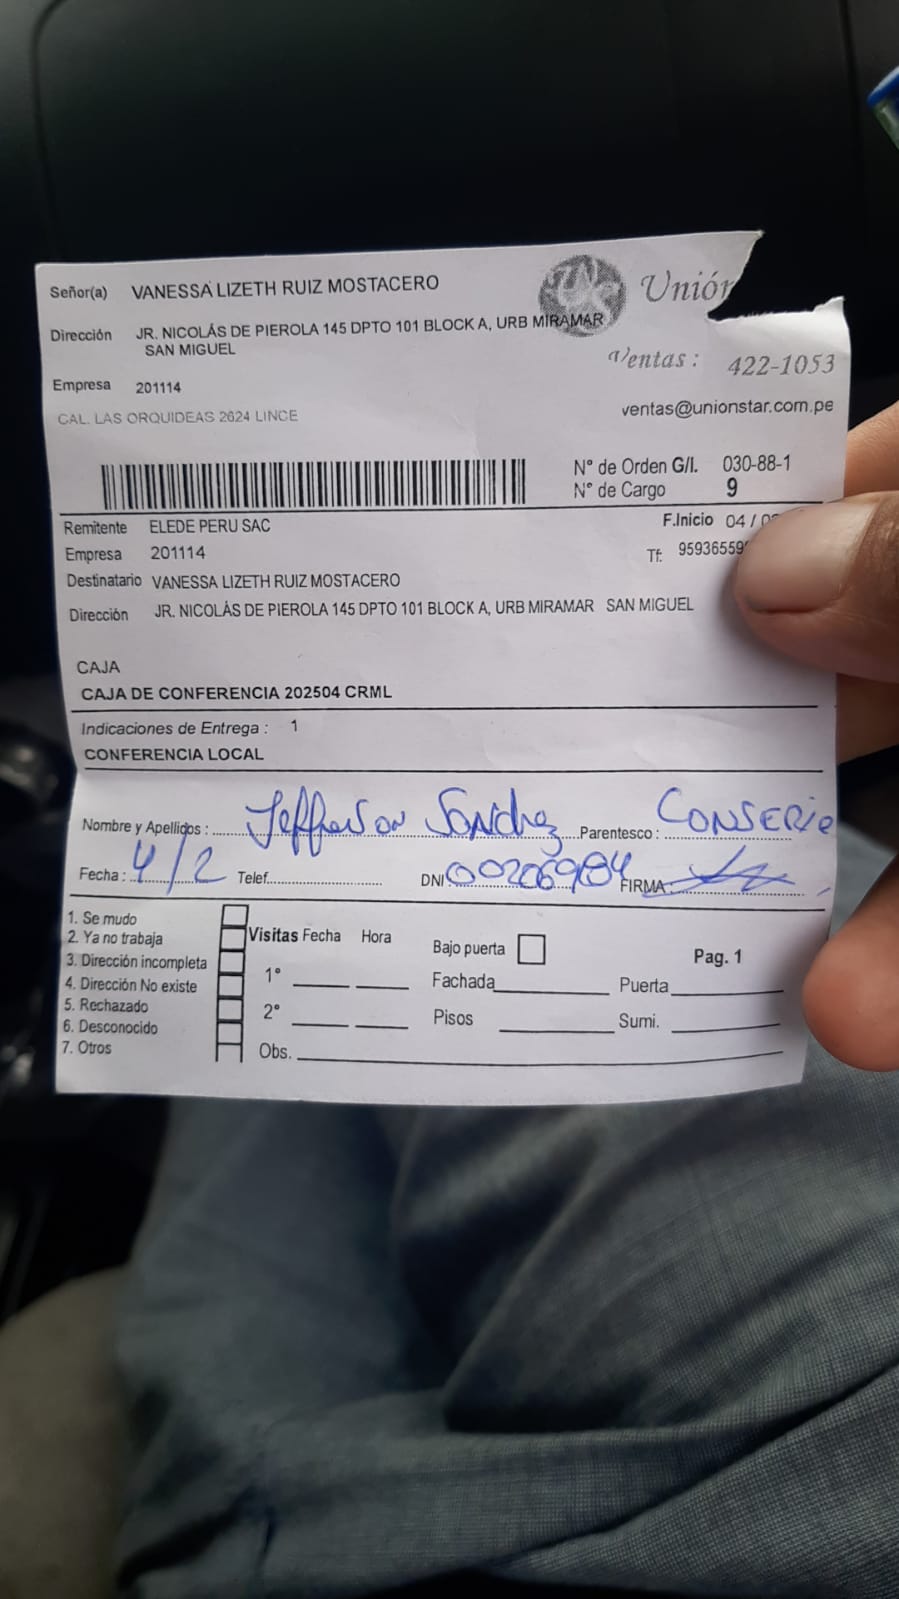 Señor(a) VANESSA LIZETH RUIZ MOSTACERO
Unión
Dirección JR. NICOLÁS DE PIEROLA 145 DPTO 101 BLOCK A, URB MIRAMAR
SAN MIGUEL
Ventas : 422-1053
Empresa 201114
ventas@unionstar.com.pe
CAL. LAS ORQUIDEAS 2624 LINCE
N° de Orden G/I. 030-88-1
N° de Cargo 9
Remitente ELEDE PERU SAC
F.Inicio 04 /
Empresa 201114
Tf: 95936559
Destinatario VANESSA LIZETH RUIZ MOSTACERO
Dirección JR. NICOLÁS DE PIEROLA 145 DPTO 101 BLOCK A, URB MIRAMAR SAN MIGUEL
CAJA
CAJA DE CONFERENCIA 202504 CRML
Indicaciones de Entrega : 1
CONFERENCIA LOCAL
Nombre y Apellidos : Jefferson Sanchez Parentesco : CONSERJe
Fecha : 4/2 Telef. DNI 00206984 FIRMA
1. Se mudo
2. Ya no trabaja
3. Dirección incompleta
4. Dirección No existe
5. Rechazado
6. Desconocido
7. Otros
Visitas Fecha Hora
1°
2°
Obs.
Bajo puerta
Pag. 1
Fachada Puerta
Pisos Sumi.